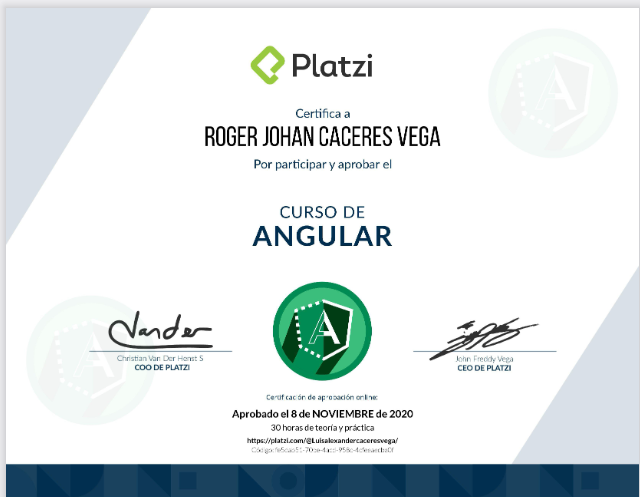 Platzi
Certifica a
ROGER JOHAN CACERES VEGA
Por participar y aprobar el
CURSO DE
ANGULAR
A
A
A
Vander
Christian Van Der Henst S
COO DE PLATZI
John Freddy Vega
CEO DE PLATZI
Certificación de aprobación online:
Aprobado el 8 de NOVIEMBRE de 2020
30 horas de teoría y práctica
https://platzi.com/@Luisalexandercaceresvega/
Código: